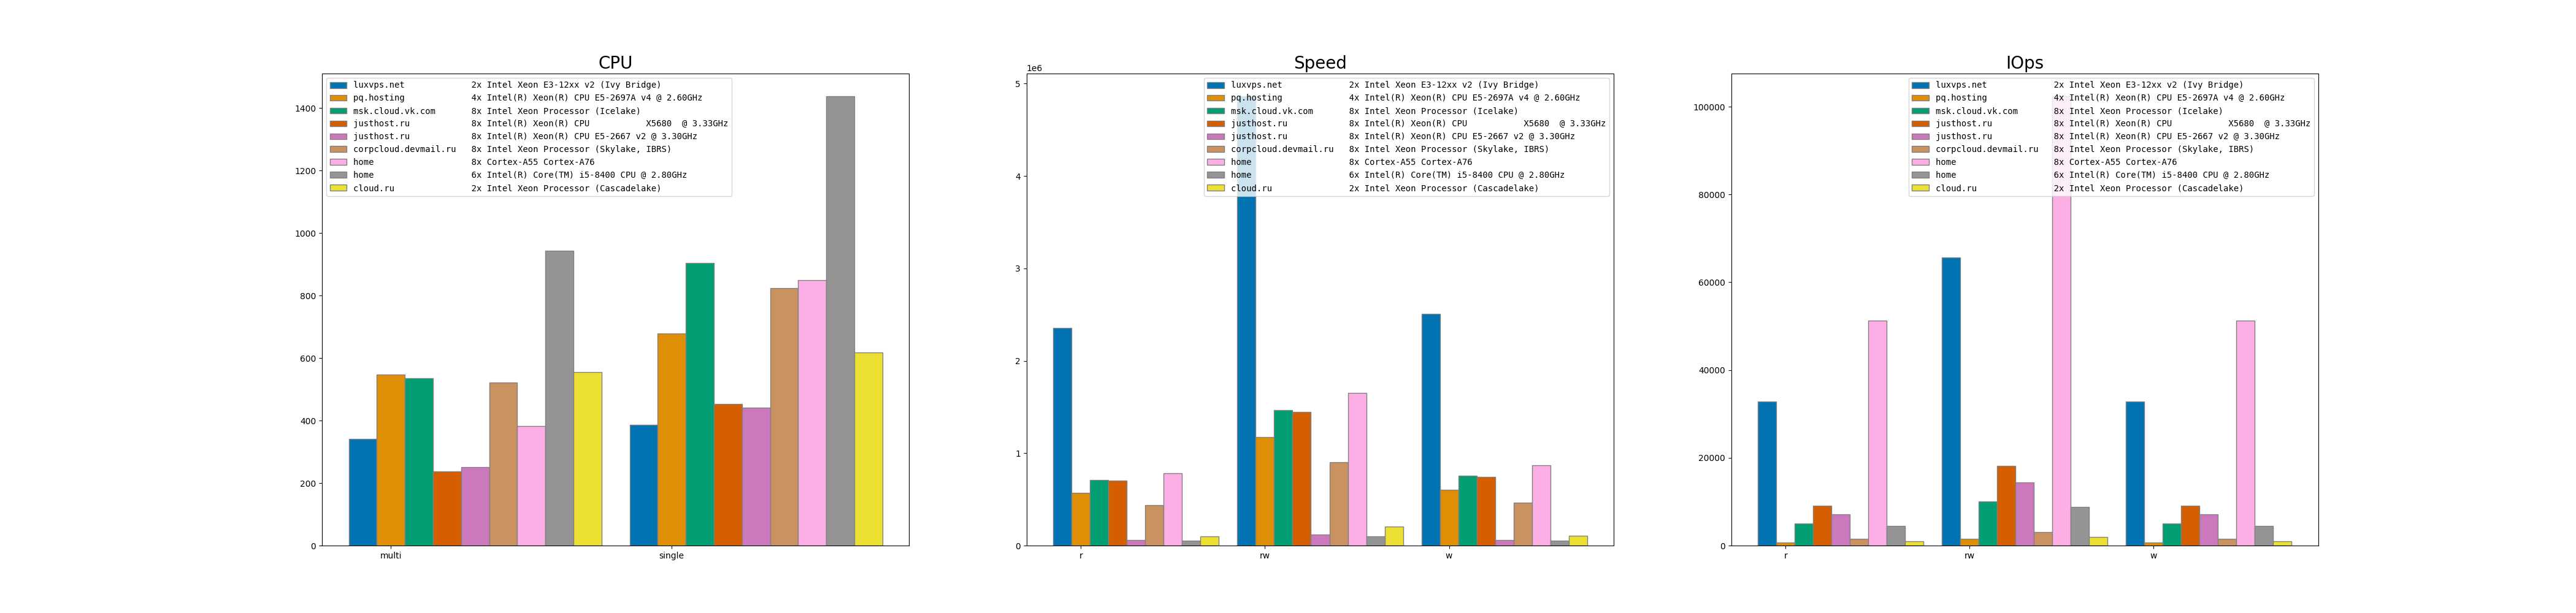 CPU
1400
1200
1000
800
600
400
200
0
multi single
luxvps.net 2x Intel Xeon E3-12xx v2 (Ivy Bridge)
pq.hosting 4x Intel(R) Xeon(R) CPU E5-2697A v4 @ 2.60GHz
msk.cloud.vk.com 8x Intel Xeon Processor (Icelake)
justhost.ru 8x Intel(R) Xeon(R) CPU X5680 @ 3.33GHz
justhost.ru 8x Intel(R) Xeon(R) CPU E5-2667 v2 @ 3.30GHz
corpcloud.devmail.ru 8x Intel Xeon Processor (Skylake, IBRS)
home 8x Cortex-A55 Cortex-A76
home 6x Intel(R) Core(TM) i5-8400 CPU @ 2.80GHz
cloud.ru 2x Intel Xeon Processor (Cascadelake)
Speed
1e6
5
4
3
2
1
0
r rw w
luxvps.net 2x Intel Xeon E3-12xx v2 (Ivy Bridge)
pq.hosting 4x Intel(R) Xeon(R) CPU E5-2697A v4 @ 2.60GHz
msk.cloud.vk.com 8x Intel Xeon Processor (Icelake)
justhost.ru 8x Intel(R) Xeon(R) CPU X5680 @ 3.33GHz
justhost.ru 8x Intel(R) Xeon(R) CPU E5-2667 v2 @ 3.30GHz
corpcloud.devmail.ru 8x Intel Xeon Processor (Skylake, IBRS)
home 8x Cortex-A55 Cortex-A76
home 6x Intel(R) Core(TM) i5-8400 CPU @ 2.80GHz
cloud.ru 2x Intel Xeon Processor (Cascadelake)
IOps
100000
80000
60000
40000
20000
0
r rw w
luxvps.net 2x Intel Xeon E3-12xx v2 (Ivy Bridge)
pq.hosting 4x Intel(R) Xeon(R) CPU E5-2697A v4 @ 2.60GHz
msk.cloud.vk.com 8x Intel Xeon Processor (Icelake)
justhost.ru 8x Intel(R) Xeon(R) CPU X5680 @ 3.33GHz
justhost.ru 8x Intel(R) Xeon(R) CPU E5-2667 v2 @ 3.30GHz
corpcloud.devmail.ru 8x Intel Xeon Processor (Skylake, IBRS)
home 8x Cortex-A55 Cortex-A76
home 6x Intel(R) Core(TM) i5-8400 CPU @ 2.80GHz
cloud.ru 2x Intel Xeon Processor (Cascadelake)